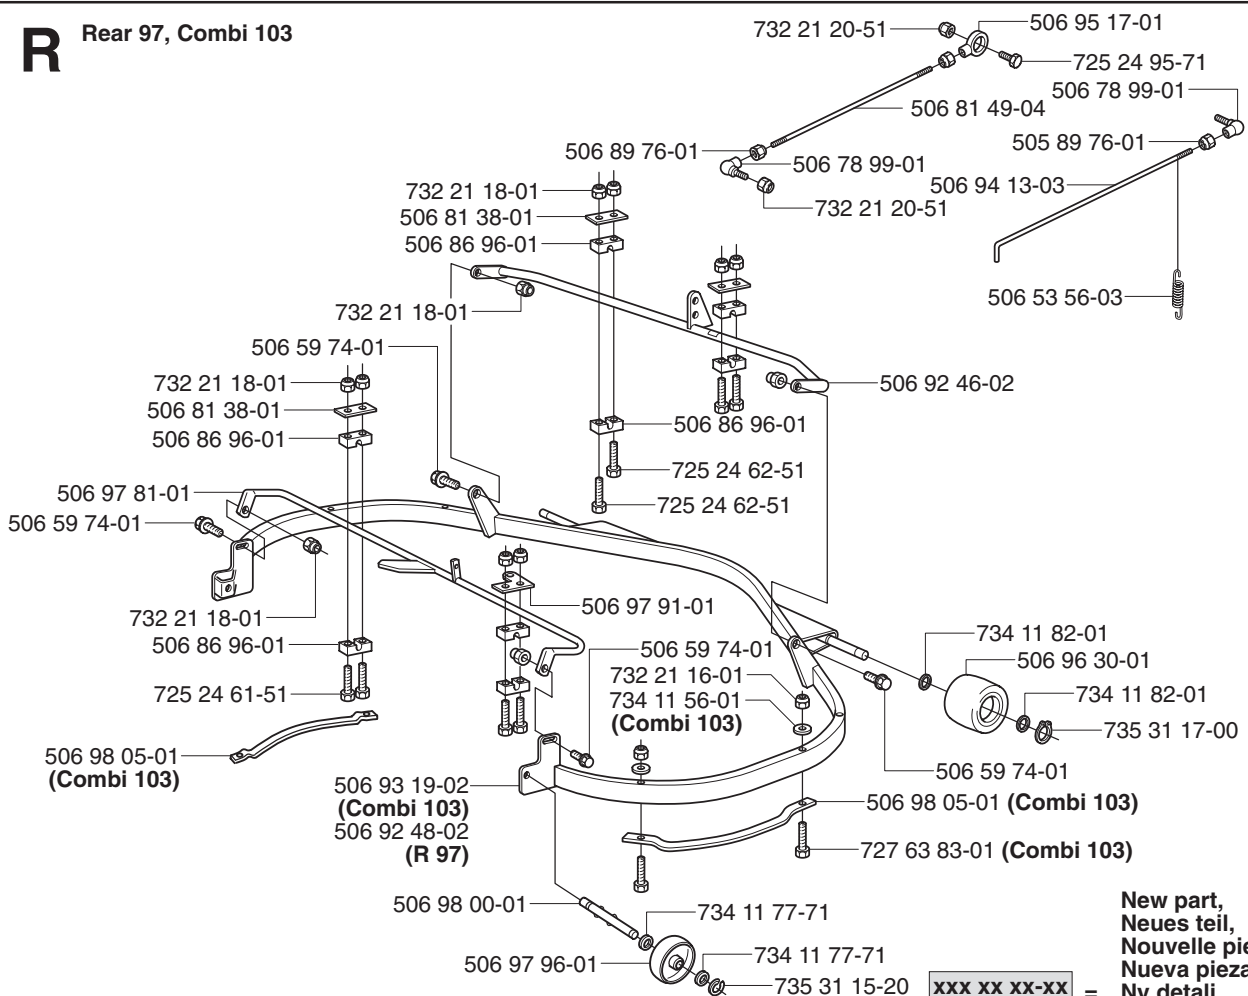 R
Rear 97, Combi 103
732 21 20-51
506 95 17-01
725 24 95-71
506 78 99-01
506 81 49-04
506 89 76-01
506 78 99-01
505 89 76-01
506 94 13-03
732 21 20-51
732 21 18-01
506 81 38-01
506 86 96-01
506 53 56-03
732 21 18-01
506 59 74-01
732 21 18-01
506 81 38-01
506 86 96-01
506 92 46-02
506 86 96-01
725 24 62-51
725 24 62-51
506 97 81-01
506 59 74-01
732 21 18-01
506 86 96-01
725 24 61-51
506 97 91-01
506 59 74-01
732 21 16-01
734 11 56-01
(Combi 103)
734 11 82-01
506 96 30-01
734 11 82-01
735 31 17-00
506 98 05-01
(Combi 103)
506 93 19-02
(Combi 103)
506 92 48-02
(R 97)
506 59 74-01
506 98 05-01 (Combi 103)
727 63 83-01 (Combi 103)
506 98 00-01
734 11 77-71
506 97 96-01
734 11 77-71
735 31 15-20
xxx xx xx-xx =
New part,
Neues teil,
Nouvelle piè
Nueva pieza
Ny detalj